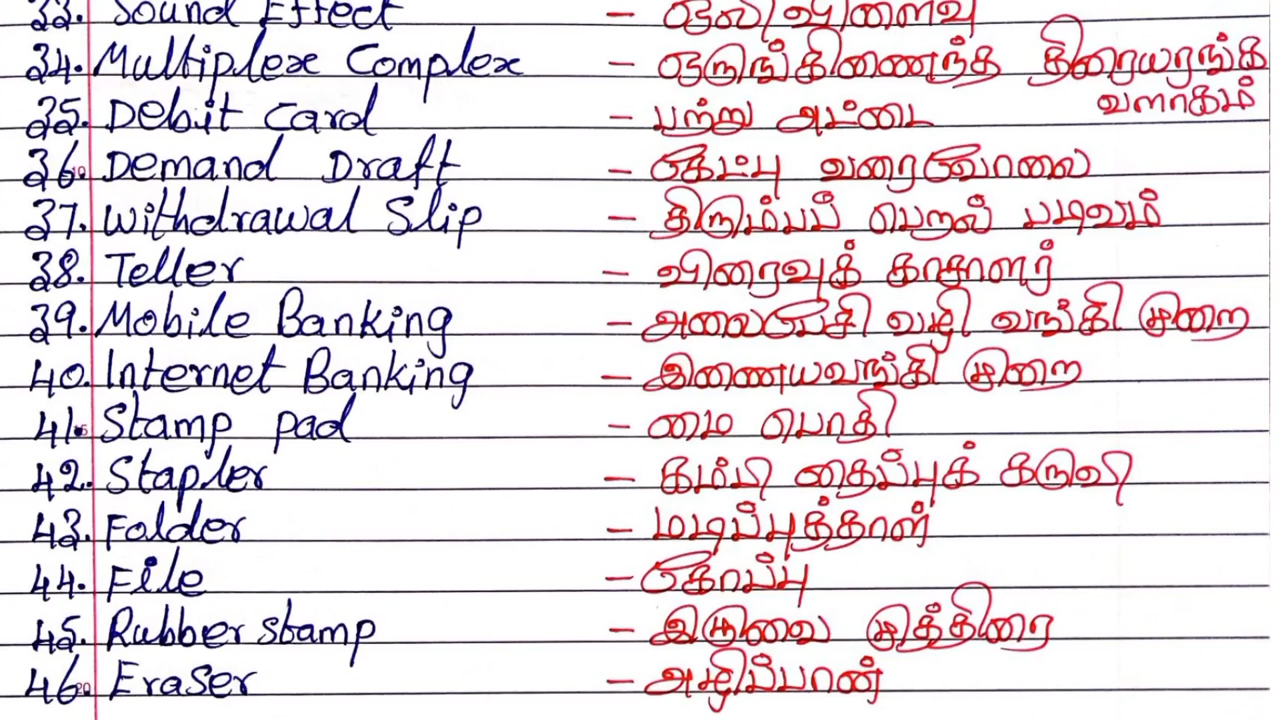 33. Sound Effect - ஒலி விளைவு
34. Multiplex Complex - ஒருங்கிணைந்த திரையரங்க
வளாகம்
35. Debit Card - பற்று அட்டை
36. Demand Draft - கேட்பு வரைவோலை
37. Withdrawal Slip - திரும்பப் பெறல் படிவம்
38. Teller - விரைவுக் காசாளர்
39. Mobile Banking - அலைபேசி வழி வங்கி முறை
40. Internet Banking - இணையவங்கி முறை
41. Stamp pad - மை பொதி
42. Stapler - கம்பி தைப்புக் கருவி
43. Folder - மடிப்புத்தாள்
44. File - கோப்பு
45. Rubber stamp - இழுவை முத்திரை
46. Eraser - அழிப்பான்